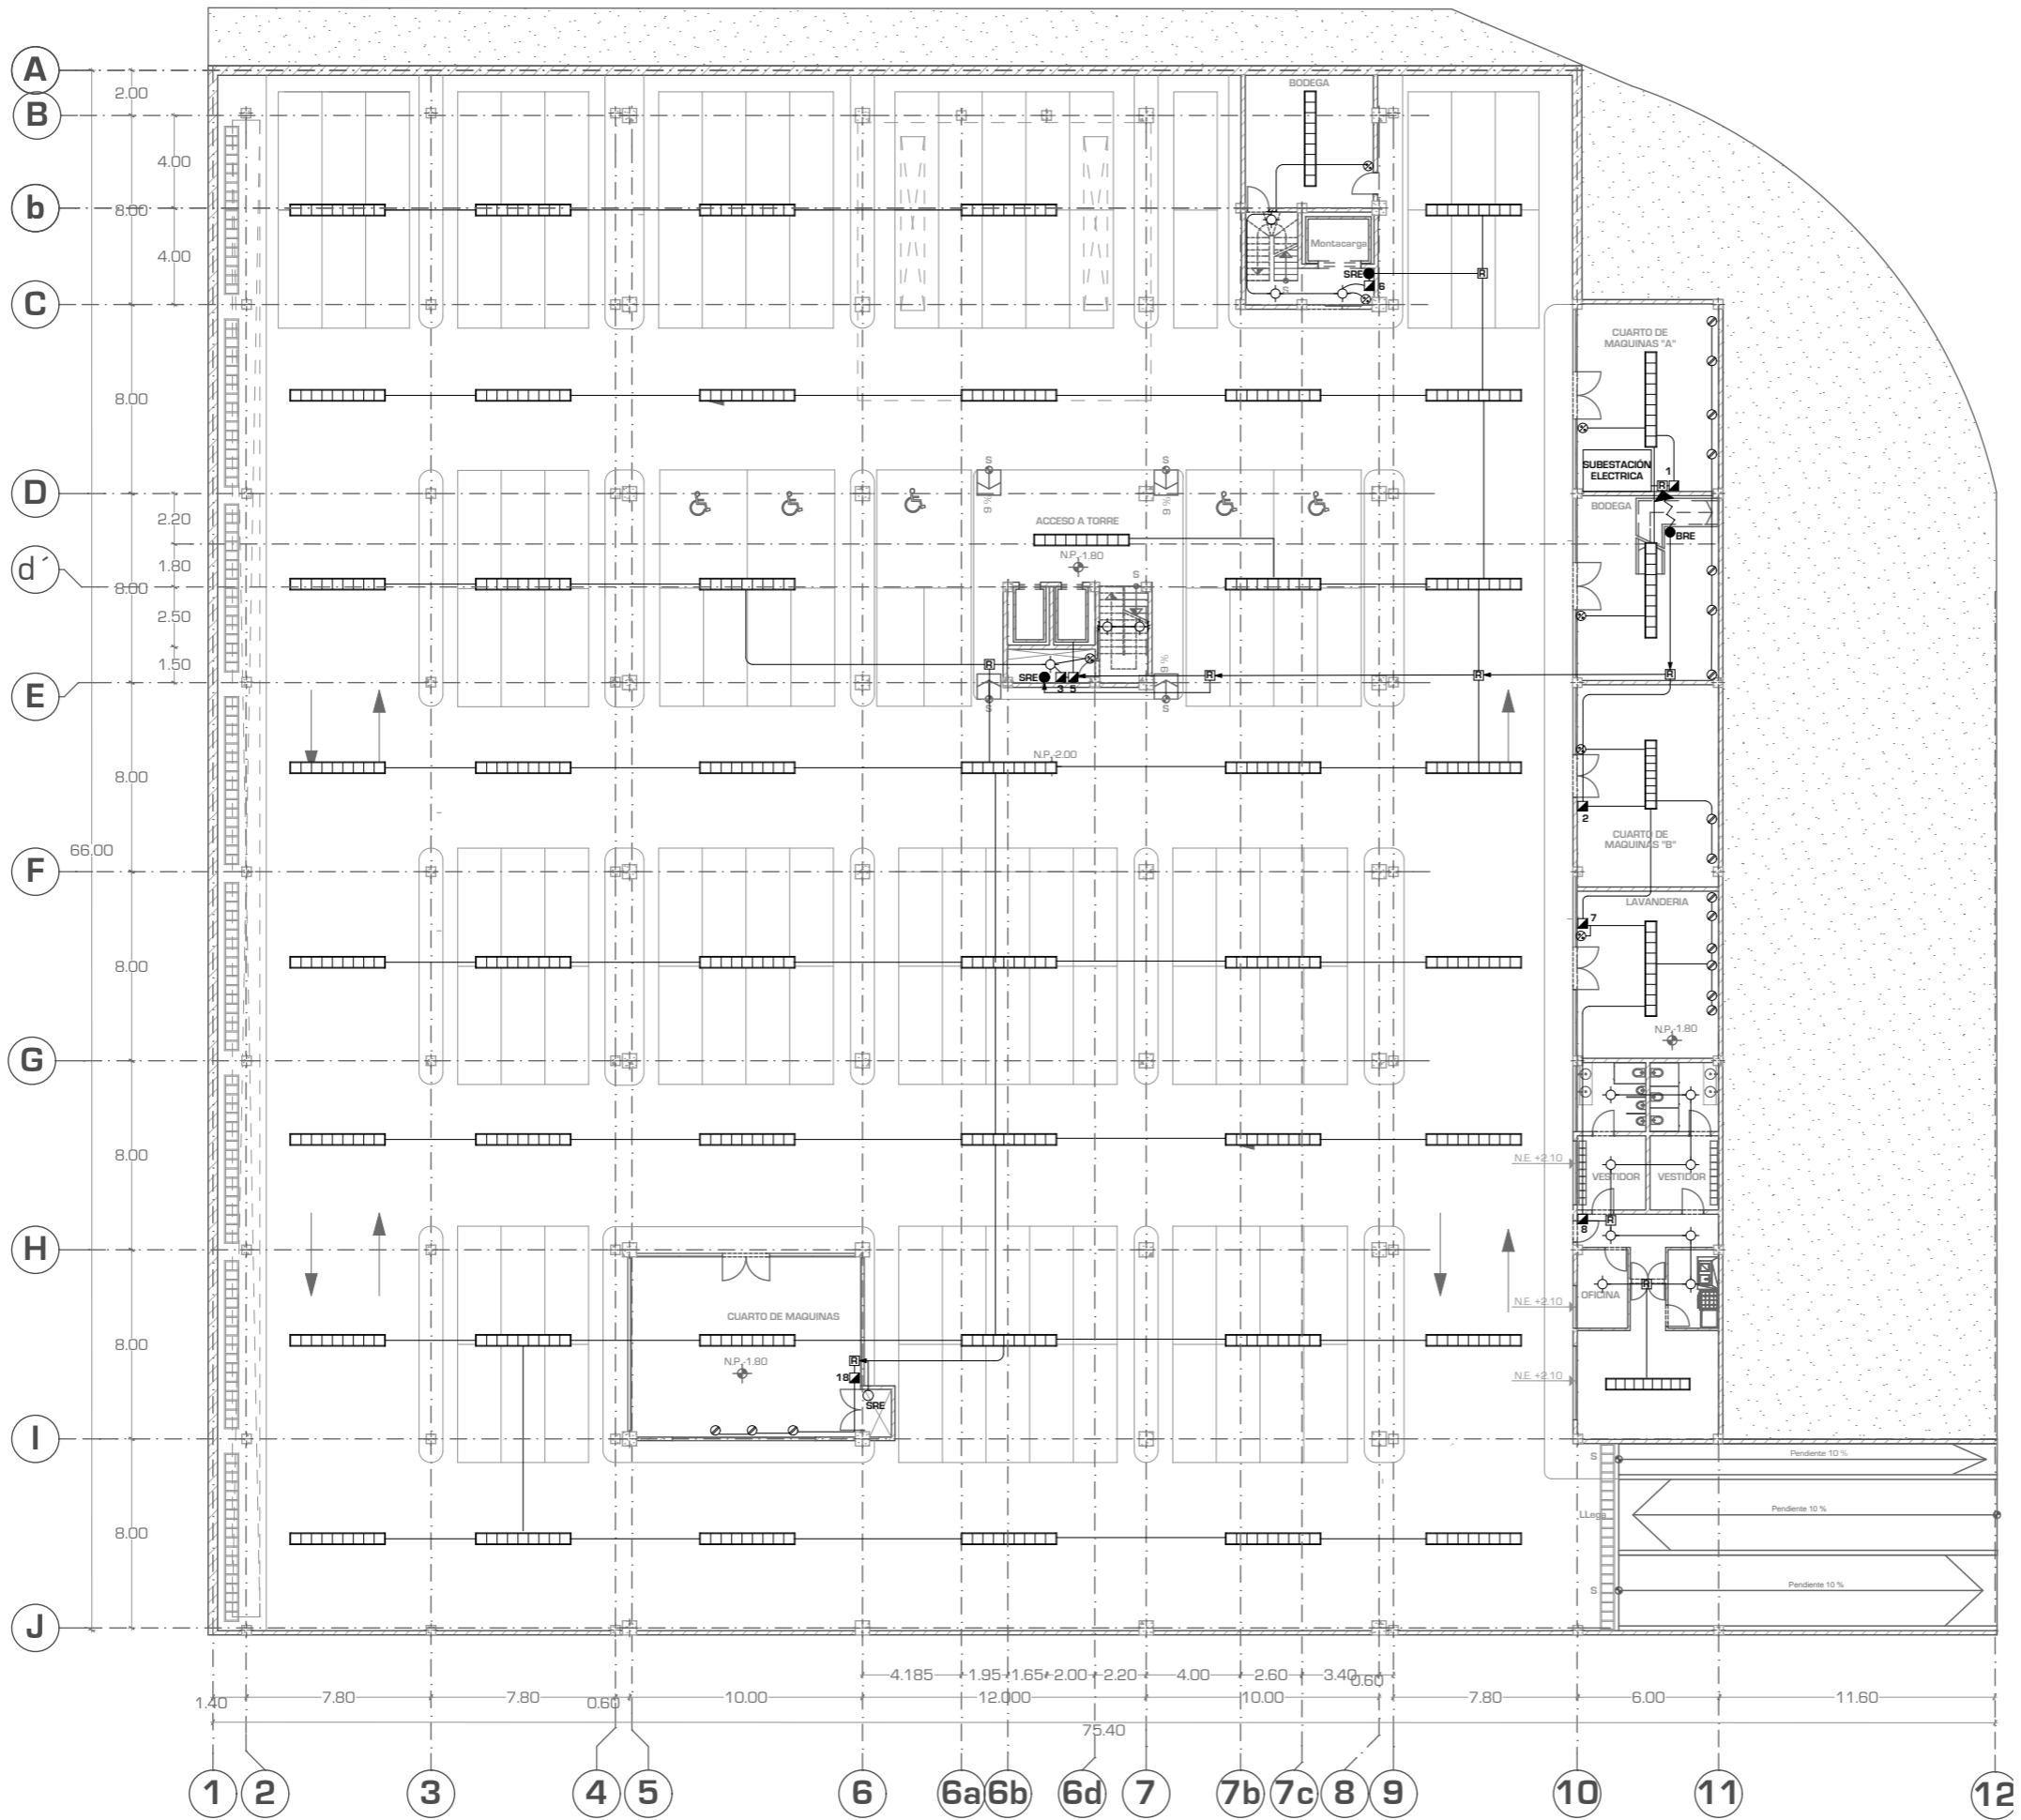 A
2.00
BODEGA
B
4.00
b
8.00
Montacarga
4.00
SRE
R
S
6
C
CUARTO DE
MAQUINAS "A"
8.00
S
S
SUBESTACIÓN
ELECTRICA
1
R
D
6 %
6 %
BODEGA
2.20
ACCESO A TORRE
BRE
N.P.-1.80
d´
1.80
S
8.00
2.50
1.50
R
6 %
E
SRE
3
5
R
R
R
S
S
N.P.-2.00
8.00
2
CUARTO DE
MAQUINAS "B"
66.00
F
LAVANDERIA
7
8.00
N.P.-1.80
G
8.00
N.E. +2.10
VESTIDOR
VESTIDOR
8
R
H
R
OFICINA
N.E. +2.10
CUARTO DE MAQUINAS
8.00
N.P.-1.80
R
18
N.E. +2.10
SRE
I
Pendiente 10 %
S
Pendiente 10 %
LLega
8.00
Pendiente 10 %
S
J
4.185
1.95
1.65
2.00
2.20
4.00
2.60
3.40
0.60
1.40
7.80
7.80
0.60
10.00
12.000
10.00
7.80
6.00
11.60
75.40
1
2
3
4
5
6
6a
6b
6d
7
7b
7c
8
9
10
11
12